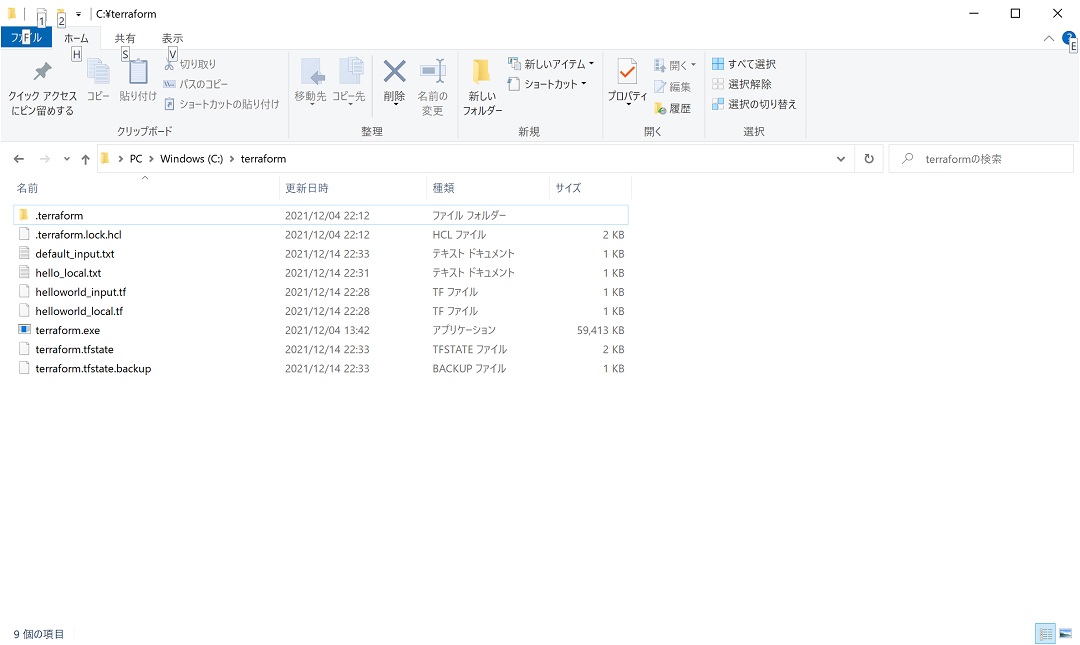 C:¥terraform
1
2
ファイル
F
ホーム
共有
表示
H
S
V
E
クイック アクセス
にピン留めする
コピー
貼り付け
切り取り
パスのコピー
ショートカットの貼り付け
クリップボード
移動先
コピー先
削除
名前の
変更
整理
新しい
フォルダー
新しいアイテム
ショートカット
新規
プロパティ
開く
編集
履歴
開く
すべて選択
選択解除
選択の切り替え
選択
PC > Windows (C:) > terraform
terraformの検索
名前 更新日時 種類 サイズ
.terraform 2021/12/04 22:12 ファイル フォルダー
.terraform.lock.hcl 2021/12/04 22:12 HCL ファイル 2 KB
default_input.txt 2021/12/14 22:33 テキスト ドキュメント 1 KB
hello_local.txt 2021/12/14 22:31 テキスト ドキュメント 1 KB
helloworld_input.tf 2021/12/14 22:28 TF ファイル 1 KB
helloworld_local.tf 2021/12/14 22:28 TF ファイル 1 KB
terraform.exe 2021/12/04 13:42 アプリケーション 59,413 KB
terraform.tfstate 2021/12/14 22:33 TFSTATE ファイル 2 KB
terraform.tfstate.backup 2021/12/14 22:33 BACKUP ファイル 1 KB
9 個の項目